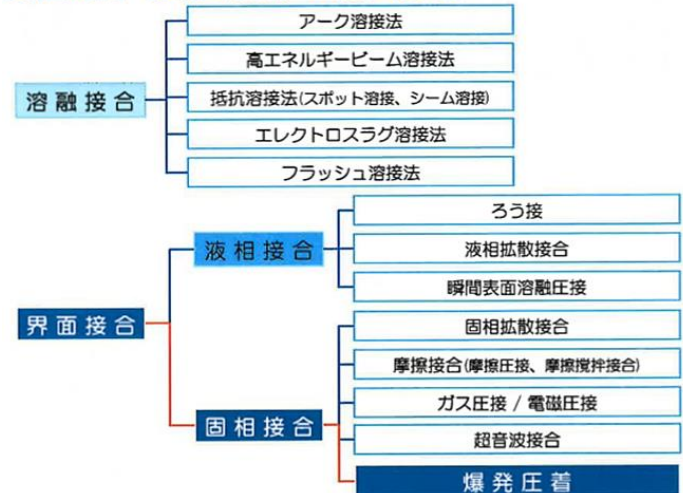 アーク溶接法
高エネルギービーム溶接法
溶融接合
抵抗溶接法(スポット溶接、シーム溶接)
エレクトロスラグ溶接法
フラッシュ溶接法
ろう接
液相接合
液相拡散接合
瞬間表面溶融圧接
界面接合
固相拡散接合
摩擦接合(摩擦圧接、摩擦撹拌接合)
ガス圧接 / 電磁圧接
固相接合
超音波接合
爆発圧着